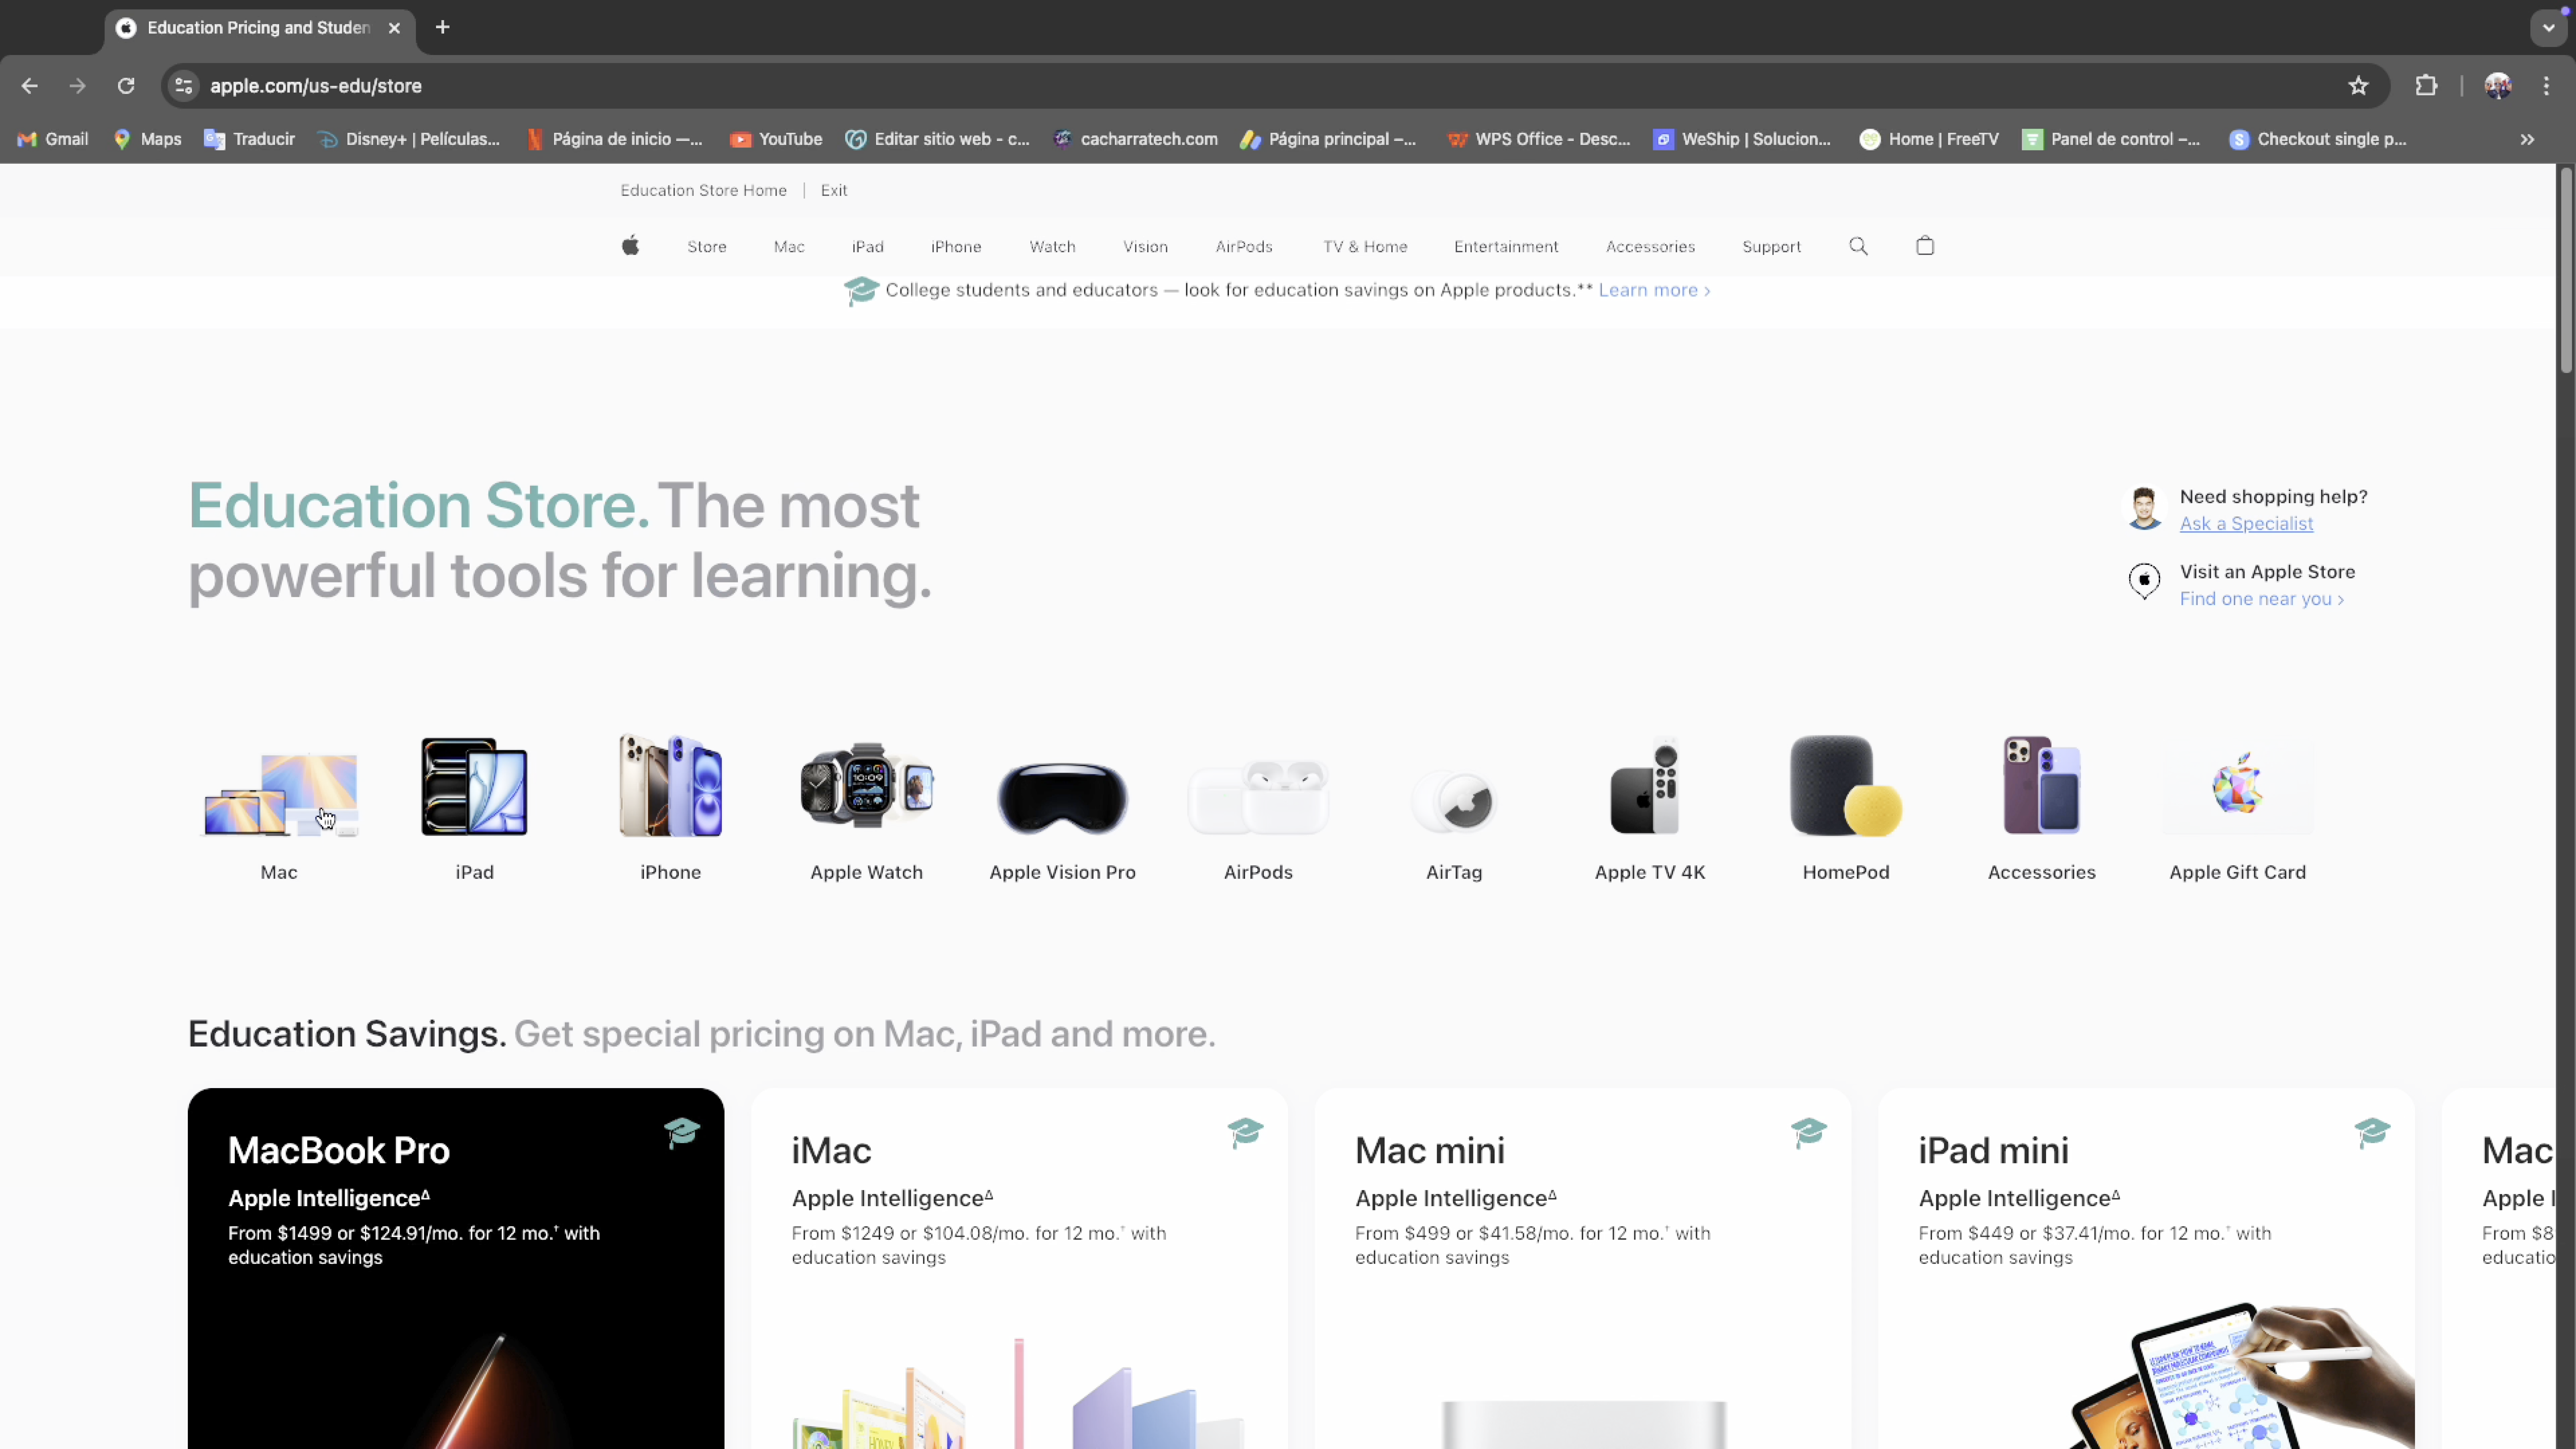 Education Pricing and Studen
apple.com/us-edu/store
Gmail
Maps
Traducir
Disney+ | Películas...
Página de inicio —...
YouTube
Editar sitio web - c...
cacharratech.com
Página principal –...
WPS Office - Desc...
WeShip | Solucion...
Home | FreeTV
Panel de control –...
Checkout single p...
Education Store Home | Exit
Store Mac iPad iPhone Watch Vision AirPods TV & Home Entertainment Accessories Support
College students and educators — look for education savings on Apple products.** Learn more ›
Education Store. The most
powerful tools for learning.
Need shopping help?
Ask a Specialist
Visit an Apple Store
Find one near you ›
Mac
iPad
iPhone
Apple Watch
Apple Vision Pro
AirPods
AirTag
Apple TV 4K
HomePod
Accessories
Apple Gift Card
Education Savings. Get special pricing on Mac, iPad and more.
MacBook Pro
Apple IntelligenceΔ
From $1499 or $124.91/mo. for 12 mo.† with
education savings
iMac
Apple IntelligenceΔ
From $1249 or $104.08/mo. for 12 mo.† with
education savings
Mac mini
Apple IntelligenceΔ
From $499 or $41.58/mo. for 12 mo.† with
education savings
iPad mini
Apple IntelligenceΔ
From $449 or $37.41/mo. for 12 mo.† with
education savings
Mac
Apple I
From $8
educatio